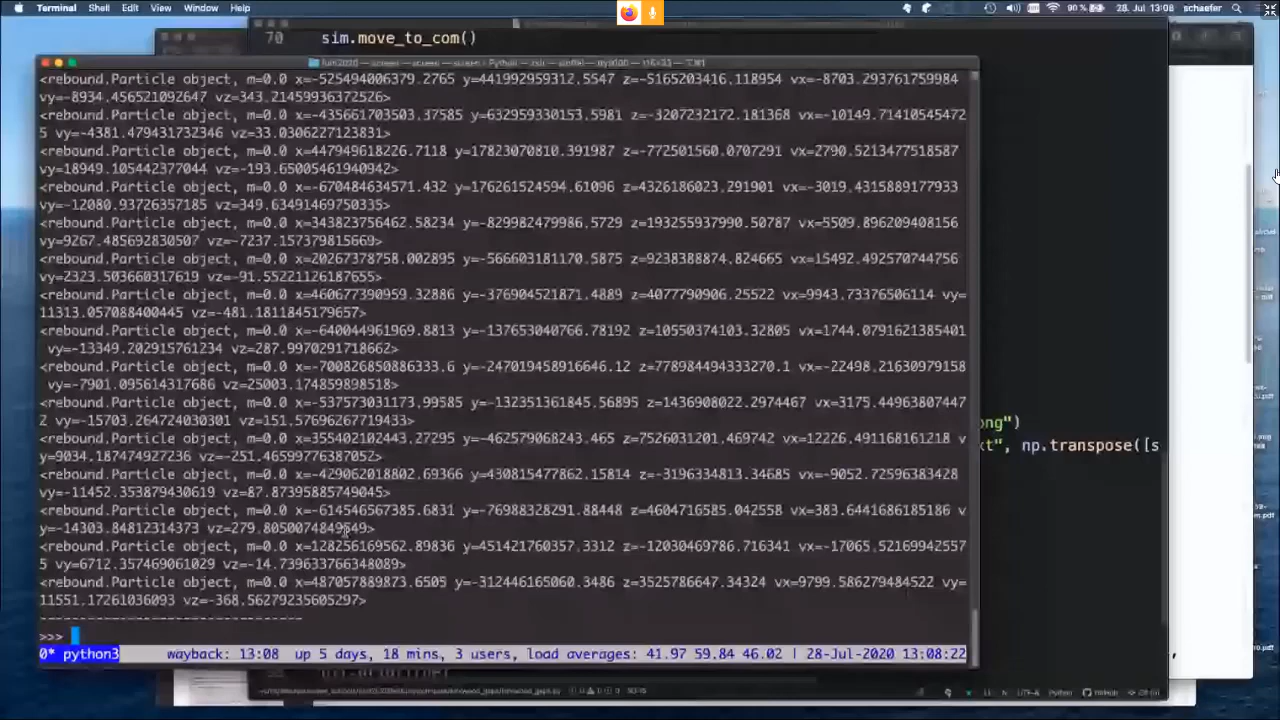 Terminal Shell Edit View Window Help
90 % 28. Jul 13:08 schaefer
70 sim.move_to_com()
<rebound.Particle object, m=0.0 x=-525494006379.2765 y=441992959312.5547 z=-5165203416.118954 vx=-8703.293761759984
vy=-8934.456521092647 vz=343.21459936372526>
<rebound.Particle object, m=0.0 x=-435661703503.37585 y=632959330153.5981 z=-3207232172.181368 vx=-10149.71410545472
5 vy=-4381.479431732346 vz=33.0306227123831>
<rebound.Particle object, m=0.0 x=447949618226.7118 y=17823070810.391987 z=-772501560.0707291 vx=2790.5213477518587
vy=18949.105442377044 vz=-193.65005461940942>
<rebound.Particle object, m=0.0 x=-670484634571.432 y=176261524594.61096 z=4326186023.291901 vx=-3019.4315889177933
vy=-12080.93726357185 vz=349.63491469750335>
<rebound.Particle object, m=0.0 x=343823756462.58234 y=-829982479986.5729 z=193255937990.50787 vx=5509.896209408156
vy=9267.485692830507 vz=-7237.157379815669>
<rebound.Particle object, m=0.0 x=20267378758.002895 y=-566603181170.5875 z=9238388874.824665 vx=15492.492570744756
vy=2323.503660317619 vz=-91.55221126187655>
<rebound.Particle object, m=0.0 x=460677390959.32886 y=-376904521871.4889 z=4077790906.25522 vx=9943.73376506114 vy=
11313.057088400445 vz=-481.1811845179657>
<rebound.Particle object, m=0.0 x=-640044961969.8813 y=-137653040766.78192 z=10550374103.32805 vx=1744.0791621385401
vy=-13349.202915761234 vz=287.9970291718662>
<rebound.Particle object, m=0.0 x=-700826850886333.6 y=-247019458916646.12 z=778984494333270.1 vx=-22498.21630979158
vy=-7901.095614317686 vz=25003.174859898518>
<rebound.Particle object, m=0.0 x=-537573031173.99585 y=-132351361845.56895 z=1436908022.2974467 vx=3175.44963807447
2 vy=-15703.264724030301 vz=151.57696267719433>
<rebound.Particle object, m=0.0 x=355402102443.27295 y=-462579068243.465 z=7526031201.469742 vx=12226.491168161218 v
y=9034.187474927236 vz=-251.46509776387052>
<rebound.Particle object, m=0.0 x=-429062018802.69366 y=430815477862.15814 z=-3196334813.34685 vx=-9052.72596383428
vy=-11452.353879430619 vz=87.87395885749045>
<rebound.Particle object, m=0.0 x=-614546567385.6831 y=-76988328291.88448 z=4604716585.042558 vx=383.6441686185186 v
y=-14303.84812314373 vz=279.8050074849649>
<rebound.Particle object, m=0.0 x=128256169562.89836 y=451421760357.3312 z=-12030469836.716341 vx=-17065.52169942557
5 vy=6712.357469061029 vz=-14.739633766348089>
<rebound.Particle object, m=0.0 x=487057889873.6505 y=-312446165060.3486 z=3525786647.34324 vx=9799.586279484522 vy=
11551.17261036093 vz=-368.56279235605297>
---------------------------------
>>>
0* python3 wayback: 13:08 up 5 days, 18 mins, 3 users, load averages: 41.97 59.84 46.02 | 28-Jul-2020 13:08:22
ong")
xt", np.transpose([s